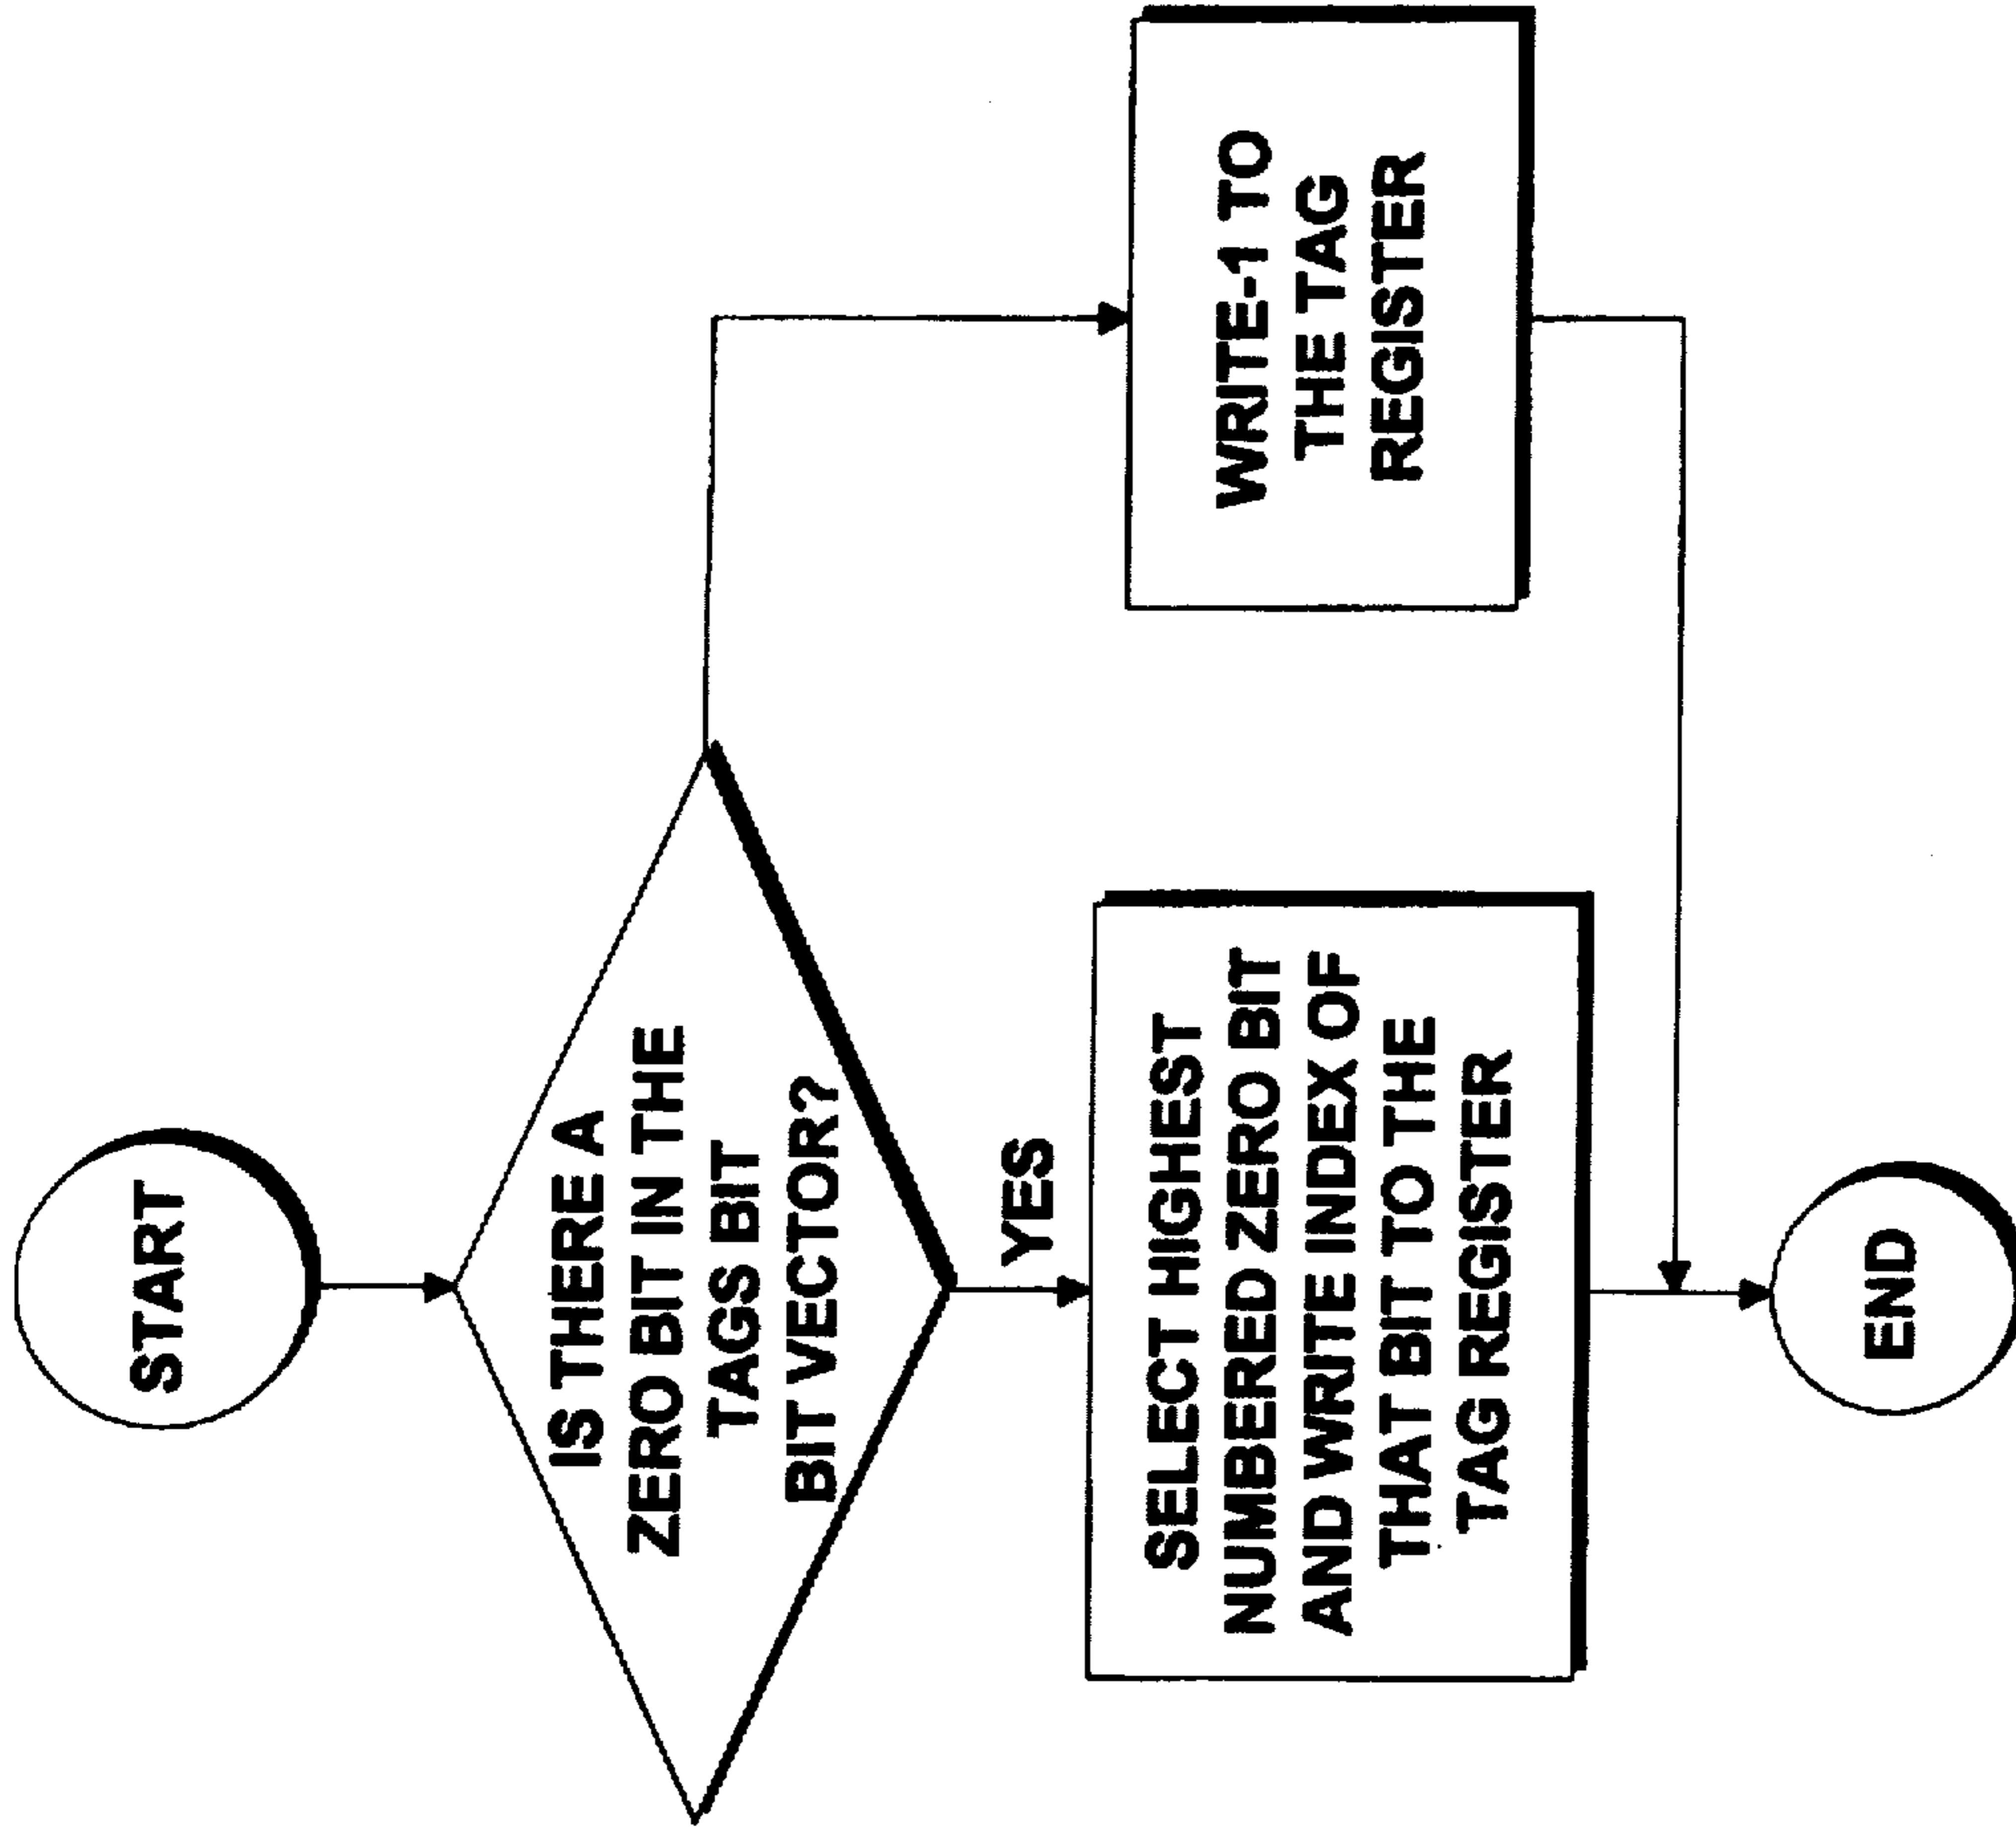 START
IS THERE A
ZERO BIT IN THE
TAGS BIT
BIT VECTOR?
YES
SELECT HIGHEST
NUMBERED ZERO BIT
AND WRITE INDEX OF
THAT BIT TO THE
TAG REGISTER
WRITE-1 TO
THE TAG
REGISTER
END